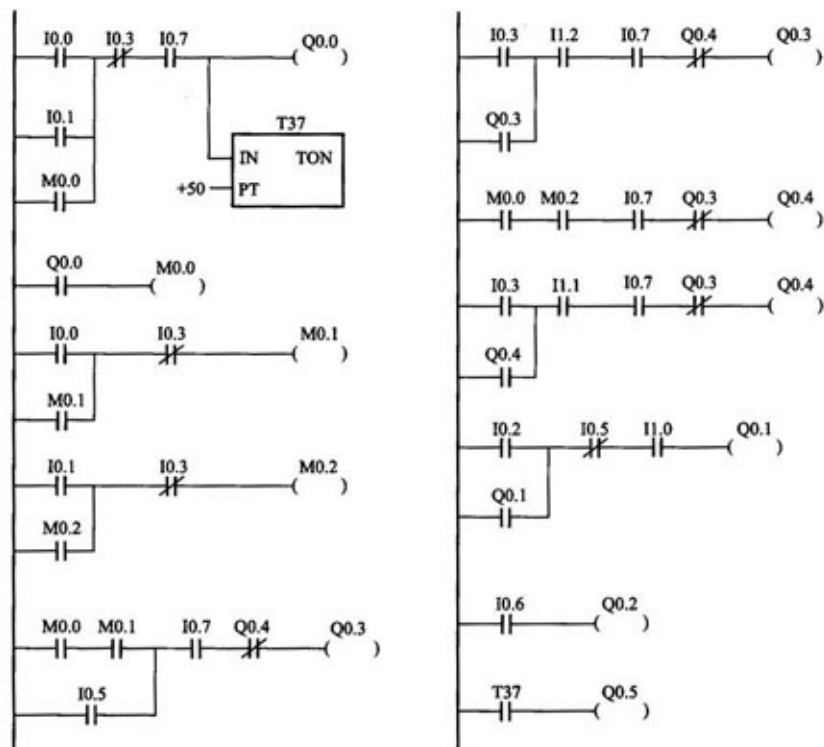 I0.0 I0.3 I0.7 Q0.0
I0.1
T37
IN TON
M0.0
+50 PT
Q0.0 M0.0
I0.0 I0.3 M0.1
M0.1
I0.1 I0.3 M0.2
M0.2
M0.0 M0.1 I0.7 Q0.4 Q0.3
I0.5
I0.3 I1.2 I0.7 Q0.4 Q0.3
Q0.3
M0.0 M0.2 I0.7 Q0.3 Q0.4
I0.3 I1.1 I0.7 Q0.3 Q0.4
Q0.4
I0.2 I0.5 I1.0 Q0.1
Q0.1
I0.6 Q0.2
T37 Q0.5